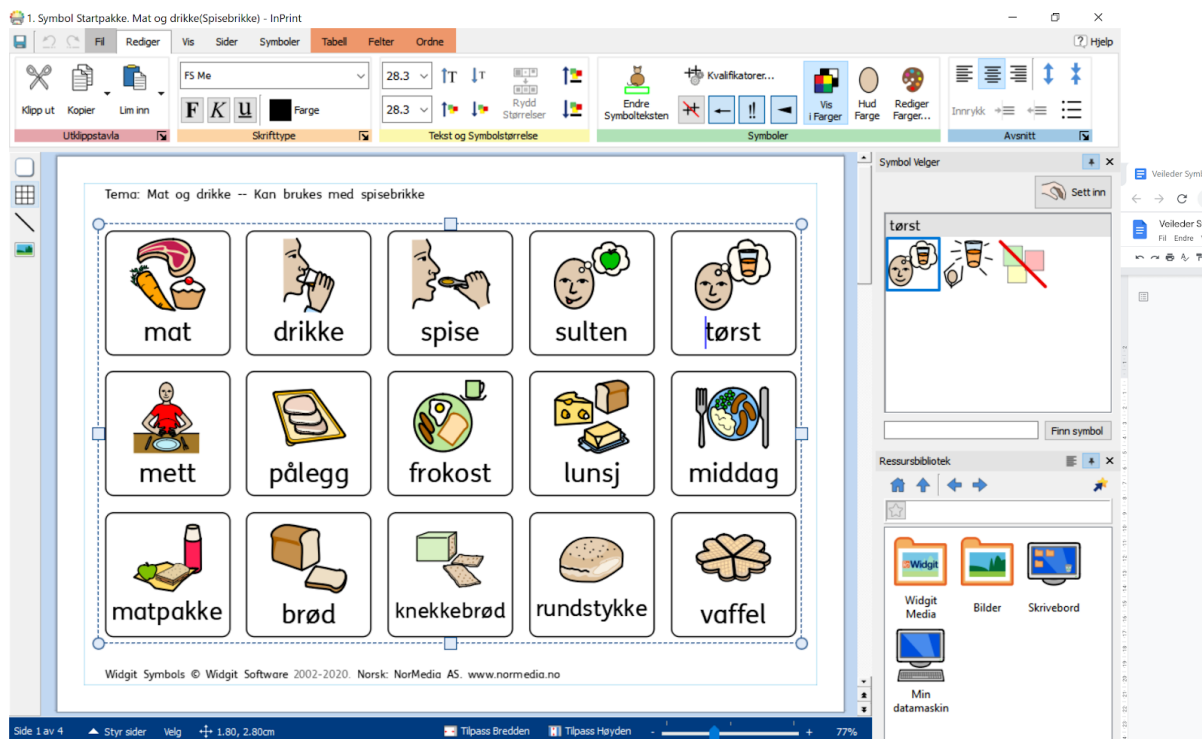 1. Symbol Startpakke. Mat og drikke(Spisebrikke) - InPrint
Fil Rediger Vis Sider Symboler Tabell Felter Ordne Hjelp
Klipp ut Kopier Lim inn
Utklippstavla
FS Me
F K u Farge
Skrifttype
28.3
28.3
Rydd
Størrelser
Tekst og Symbolstørrelse
Endre
Symbolteksten
Kvalifikatorer...
Vis
i Farger
Hud
Farge
Rediger
Farger...
Symboler
Innrykk
Avsnitt
Tema: Mat og drikke -- Kan brukes med spisebrikke
mat drikke spise sulten tørst
mett pålegg frokost lunsj middag
matpakke brød knekkebrød rundstykke vaffel
Widgit Symbols © Widgit Software 2002-2020. Norsk: NorMedia AS. www.normedia.no
Symbol Velger
Sett inn
tørst
Finn symbol
Ressursbibliotek
Widgit
Widgit
Media
Bilder
Skrivebord
Min
datamaskin
Veileder Symb
Veileder S
Fil Endre
Side 1 av 4 Styr sider Velg 1.80, 2.80cm Tilpass Bredden Tilpass Høyden - + 77%